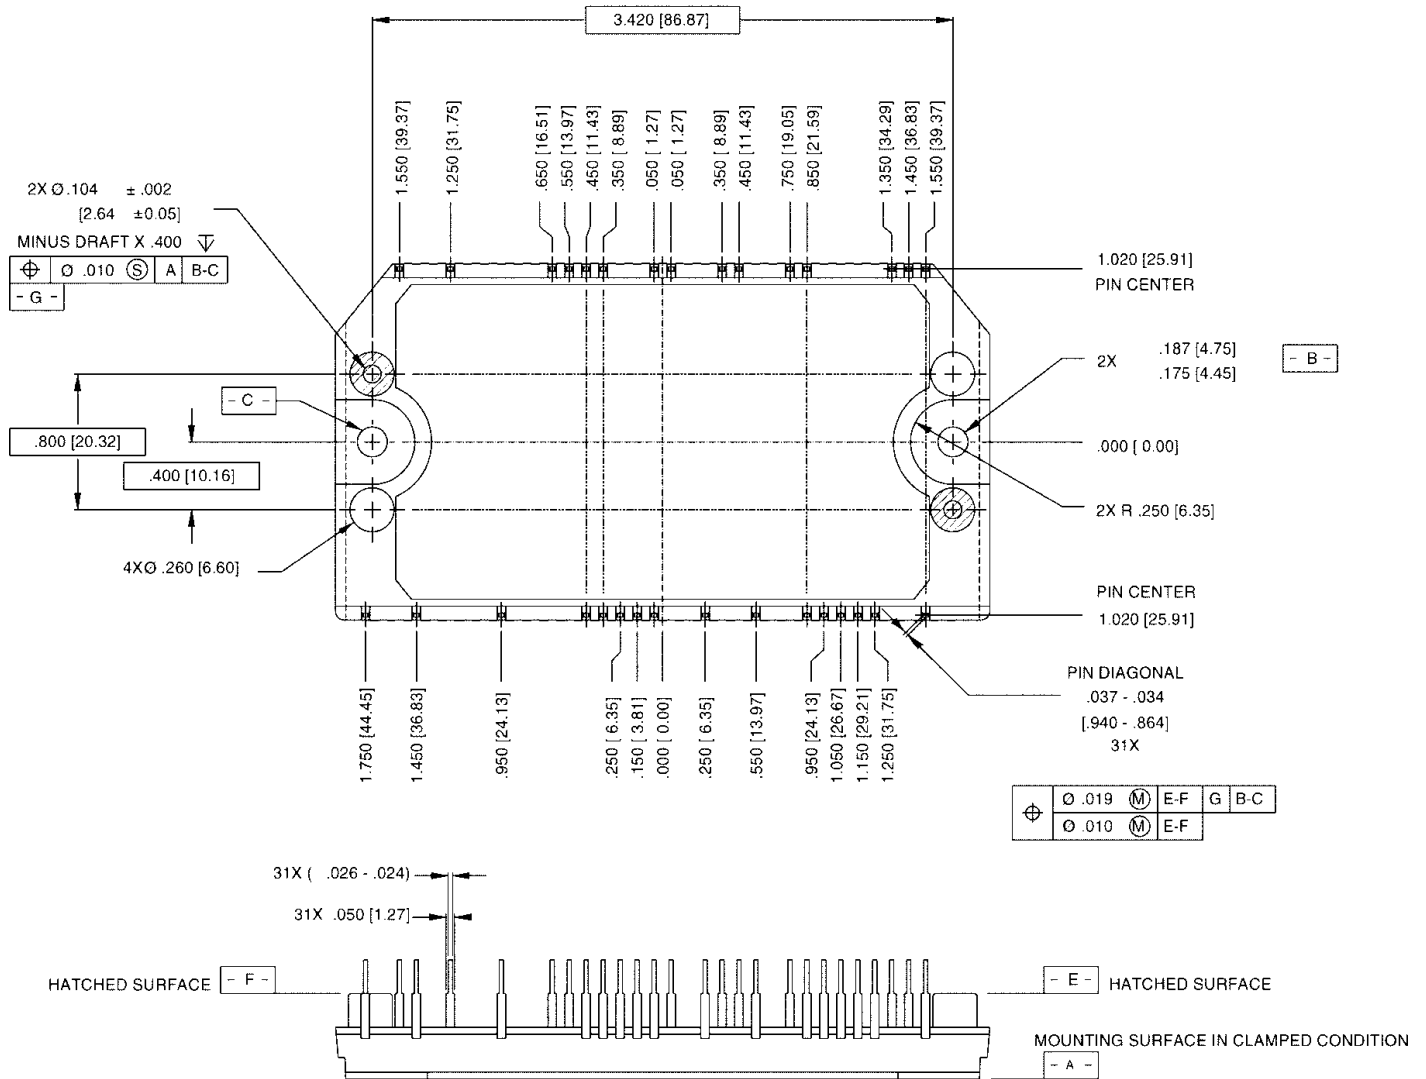 3.420 [86.87]
1.550 [39.37]
1.250 [31.75]
.650 [16.51]
.550 [13.97]
.450 [11.43]
.350 [ 8.89]
.050 [ 1.27]
.050 [ 1.27]
.350 [ 8.89]
.450 [11.43]
.750 [19.05]
.850 [21.59]
1.350 [34.29]
1.450 [36.83]
1.550 [39.37]
2X Ø .104 ± .002
[2.64 ±0.05]
MINUS DRAFT X .400
Ø .010 Ⓢ A B-C
- G -
1.020 [25.91]
PIN CENTER
2X .187 [4.75]
.175 [4.45]
- B -
- C -
.800 [20.32]
.400 [10.16]
.000 [ 0.00]
2X R .250 [6.35]
4XØ .260 [6.60]
PIN CENTER
1.020 [25.91]
PIN DIAGONAL
.037 - .034
[.940 - .864]
31X
1.750 [44.45]
1.450 [36.83]
.950 [24.13]
.250 [ 6.35]
.150 [ 3.81]
.000 [ 0.00]
.250 [ 6.35]
.550 [13.97]
.950 [24.13]
1.050 [26.67]
1.150 [29.21]
1.250 [31.75]
Ø .019 Ⓜ E-F G B-C
Ø .010 Ⓜ E-F
31X ( .026 - .024)
31X .050 [1.27]
HATCHED SURFACE - F -
- E - HATCHED SURFACE
MOUNTING SURFACE IN CLAMPED CONDITION
- A -